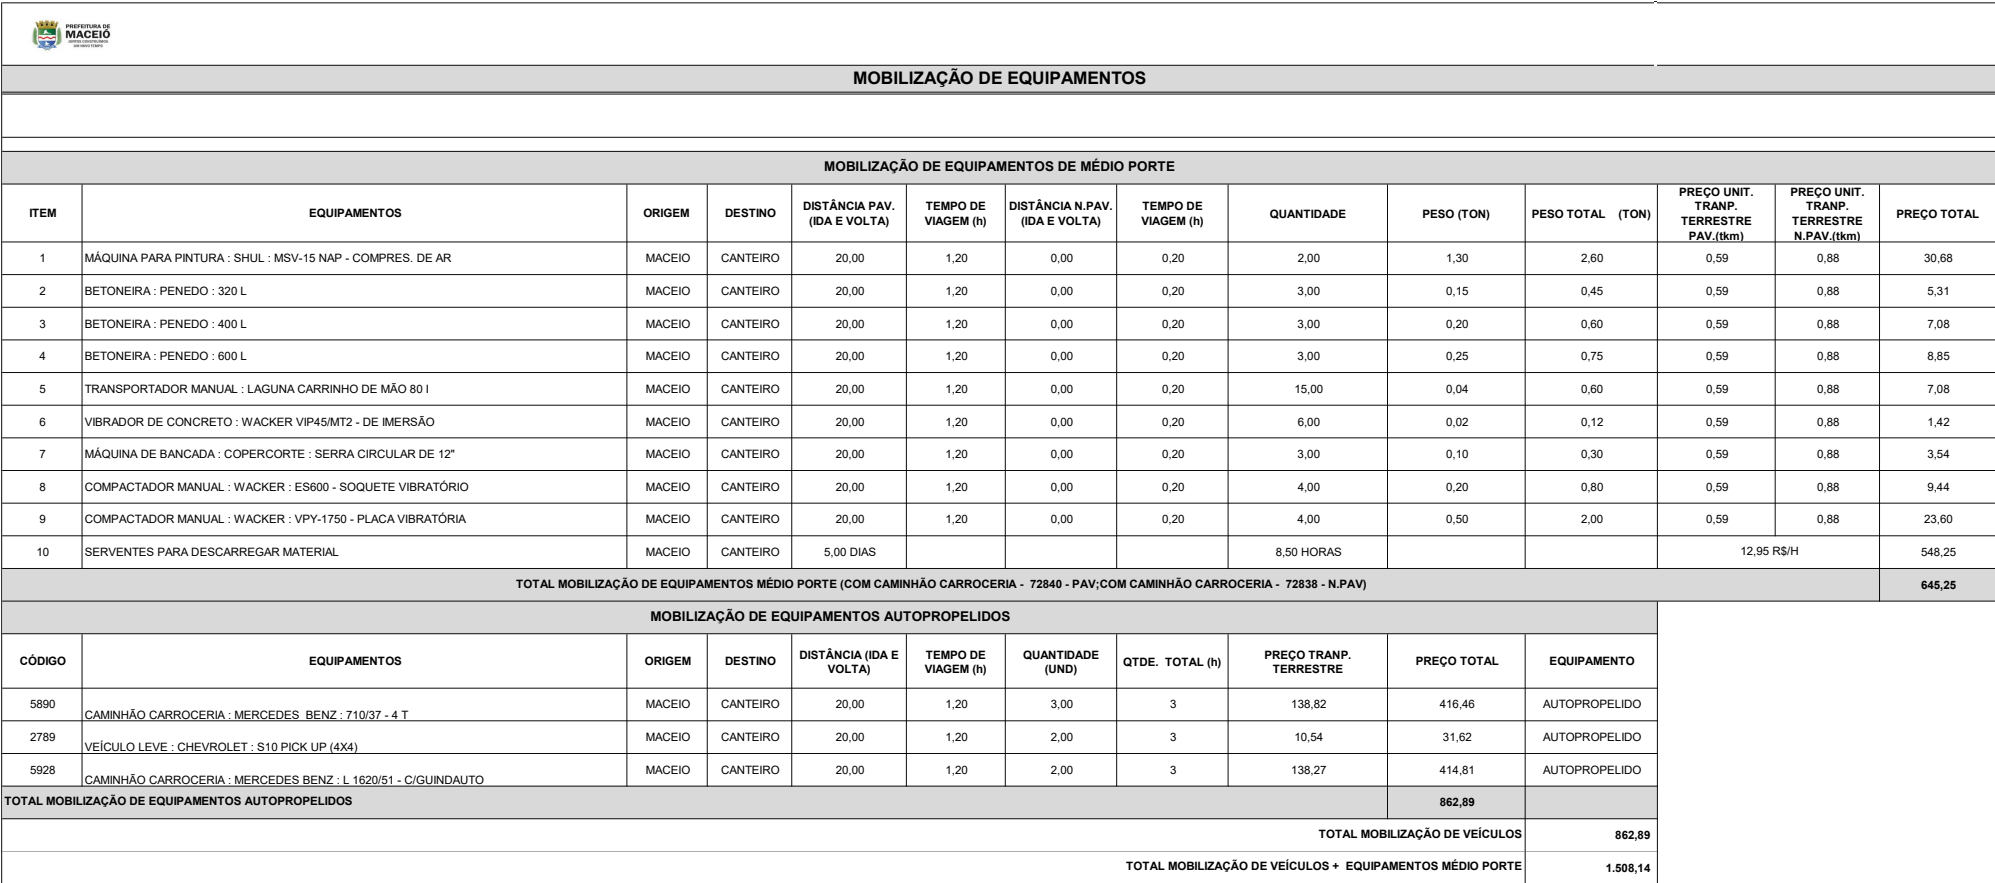 PREFEITURA DE
MACEIÓ
JUNTOS CONSTRUÍMOS
UM NOVO TEMPO
MOBILIZAÇÃO DE EQUIPAMENTOS
MOBILIZAÇÃO DE EQUIPAMENTOS DE MÉDIO PORTE
ITEM EQUIPAMENTOS ORIGEM DESTINO DISTÂNCIA PAV. (IDA E VOLTA) TEMPO DE VIAGEM (h) DISTÂNCIA N.PAV. (IDA E VOLTA) TEMPO DE VIAGEM (h) QUANTIDADE PESO (TON) PESO TOTAL (TON) PREÇO UNIT. TRANP. TERRESTRE PAV.(tkm) PREÇO UNIT. TRANP. TERRESTRE N.PAV.(tkm) PREÇO TOTAL
1 MÁQUINA PARA PINTURA : SHUL : MSV-15 NAP - COMPRES. DE AR MACEIO CANTEIRO 20,00 1,20 0,00 0,20 2,00 1,30 2,60 0,59 0,88 30,68
2 BETONEIRA : PENEDO : 320 L MACEIO CANTEIRO 20,00 1,20 0,00 0,20 3,00 0,15 0,45 0,59 0,88 5,31
3 BETONEIRA : PENEDO : 400 L MACEIO CANTEIRO 20,00 1,20 0,00 0,20 3,00 0,20 0,60 0,59 0,88 7,08
4 BETONEIRA : PENEDO : 600 L MACEIO CANTEIRO 20,00 1,20 0,00 0,20 3,00 0,25 0,75 0,59 0,88 8,85
5 TRANSPORTADOR MANUAL : LAGUNA CARRINHO DE MÃO 80 l MACEIO CANTEIRO 20,00 1,20 0,00 0,20 15,00 0,04 0,60 0,59 0,88 7,08
6 VIBRADOR DE CONCRETO : WACKER VIP45/MT2 - DE IMERSÃO MACEIO CANTEIRO 20,00 1,20 0,00 0,20 6,00 0,02 0,12 0,59 0,88 1,42
7 MÁQUINA DE BANCADA : COPERCORTE : SERRA CIRCULAR DE 12" MACEIO CANTEIRO 20,00 1,20 0,00 0,20 3,00 0,10 0,30 0,59 0,88 3,54
8 COMPACTADOR MANUAL : WACKER : ES600 - SOQUETE VIBRATÓRIO MACEIO CANTEIRO 20,00 1,20 0,00 0,20 4,00 0,20 0,80 0,59 0,88 9,44
9 COMPACTADOR MANUAL : WACKER : VPY-1750 - PLACA VIBRATÓRIA MACEIO CANTEIRO 20,00 1,20 0,00 0,20 4,00 0,50 2,00 0,59 0,88 23,60
10 SERVENTES PARA DESCARREGAR MATERIAL MACEIO CANTEIRO 5,00 DIAS 8,50 HORAS 12,95 R$/H 548,25
TOTAL MOBILIZAÇÃO DE EQUIPAMENTOS MÉDIO PORTE (COM CAMINHÃO CARROCERIA - 72840 - PAV;COM CAMINHÃO CARROCERIA - 72838 - N.PAV) 645,25
MOBILIZAÇÃO DE EQUIPAMENTOS AUTOPROPELIDOS
CÓDIGO EQUIPAMENTOS ORIGEM DESTINO DISTÂNCIA (IDA E VOLTA) TEMPO DE VIAGEM (h) QUANTIDADE (UND) QTDE. TOTAL (h) PREÇO TRANP. TERRESTRE PREÇO TOTAL EQUIPAMENTO
5890 CAMINHÃO CARROCERIA : MERCEDES BENZ : 710/37 - 4 T MACEIO CANTEIRO 20,00 1,20 3,00 3 138,82 416,46 AUTOPROPELIDO
2789 VEÍCULO LEVE : CHEVROLET : S10 PICK UP (4X4) MACEIO CANTEIRO 20,00 1,20 2,00 3 10,54 31,62 AUTOPROPELIDO
5928 CAMINHÃO CARROCERIA : MERCEDES BENZ : L 1620/51 - C/GUINDAUTO MACEIO CANTEIRO 20,00 1,20 2,00 3 138,27 414,81 AUTOPROPELIDO
TOTAL MOBILIZAÇÃO DE EQUIPAMENTOS AUTOPROPELIDOS 862,89
TOTAL MOBILIZAÇÃO DE VEÍCULOS 862,89
TOTAL MOBILIZAÇÃO DE VEÍCULOS + EQUIPAMENTOS MÉDIO PORTE 1.508,14